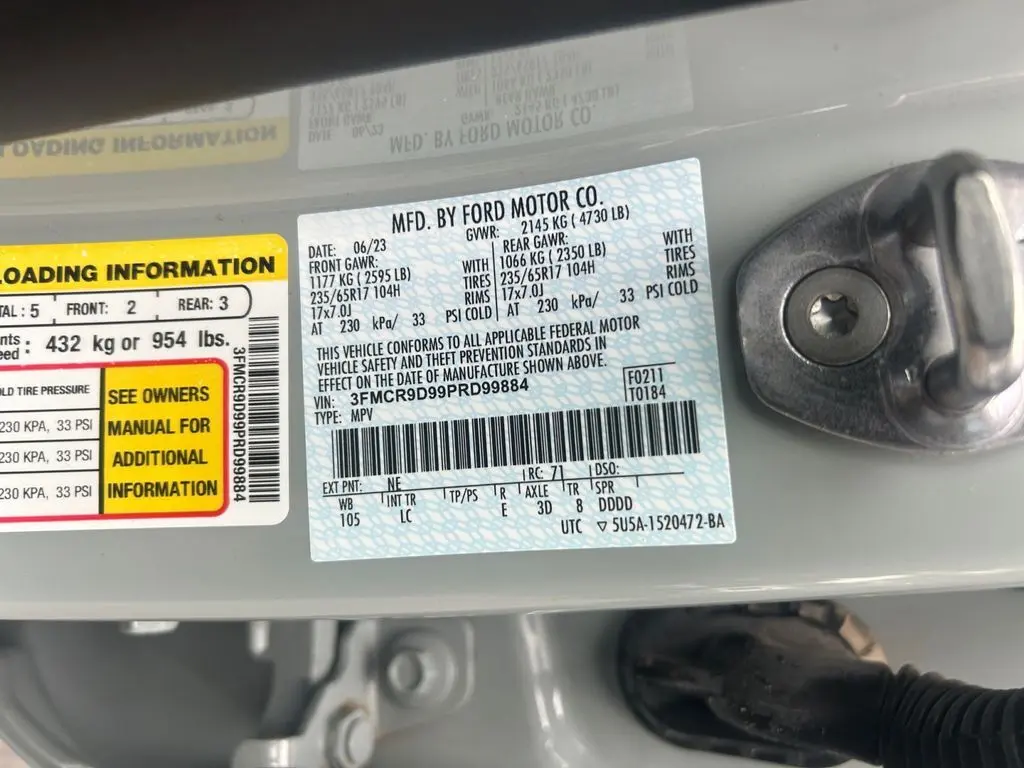 LOADING INFORMATION
TAL : 5 FRONT: 2 REAR: 3
nts
eed : 432 kg or 954 lbs.
OLD TIRE PRESSURE
230 KPA, 33 PSI
230 KPA, 33 PSI
230 KPA, 33 PSI
SEE OWNERS
MANUAL FOR
ADDITIONAL
INFORMATION
3FMCR9D99PRD99884
MFD. BY FORD MOTOR CO.
DATE: 06/23 GVWR: 2145 KG ( 4730 LB)
FRONT GAWR: REAR GAWR:
1177 KG ( 2595 LB) WITH 1066 KG ( 2350 LB) WITH
235/65R17 104H TIRES 235/65R17 104H TIRES
17x7.0J RIMS 17x7.0J RIMS
AT 230 kPa/ 33 PSI COLD AT 230 kPa/ 33 PSI COLD
THIS VEHICLE CONFORMS TO ALL APPLICABLE FEDERAL MOTOR
VEHICLE SAFETY AND THEFT PREVENTION STANDARDS IN
EFFECT ON THE DATE OF MANUFACTURE SHOWN ABOVE.
VIN: 3FMCR9D99PRD99884 F0211
TYPE: MPV T0184
EXT PNT: NE RC: 71 DSO:
WB INT TR TP/PS R AXLE TR SPR
105 LC E 3D 8 DDDD
UTC ▽ 5U5A-1520472-BA